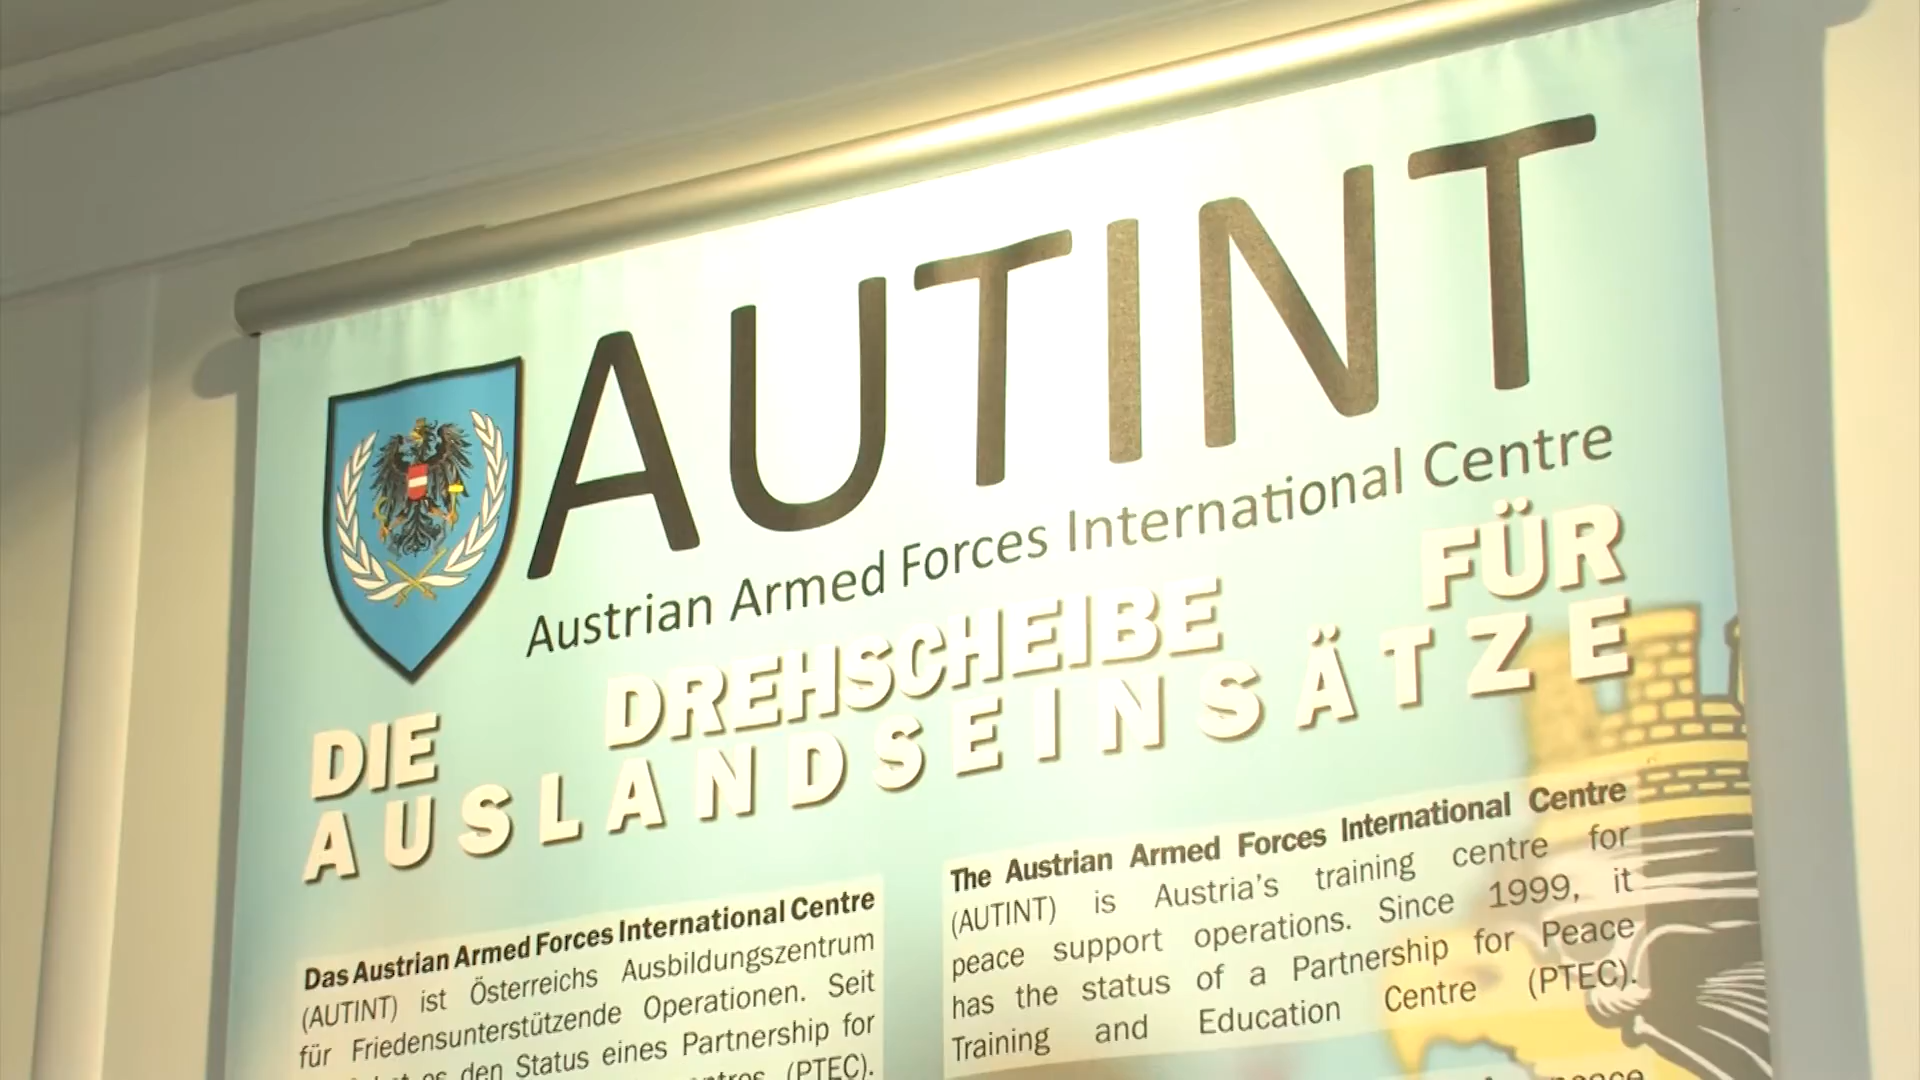 AUTINT
Austrian Armed Forces International Centre
DIE DREHSCHEIBE FÜR
AUSLANDSEINSÄTZE
Das Austrian Armed Forces International Centre
(AUTINT) ist Österreichs Ausbildungszentrum
für Friedensunterstützende Operationen. Seit
es den Status eines Partnership for
(PTEC).
The Austrian Armed Forces International Centre
(AUTINT) is Austria's training centre for
peace support operations. Since 1999, it
has the status of a Partnership for Peace
Training and Education Centre (PTEC).